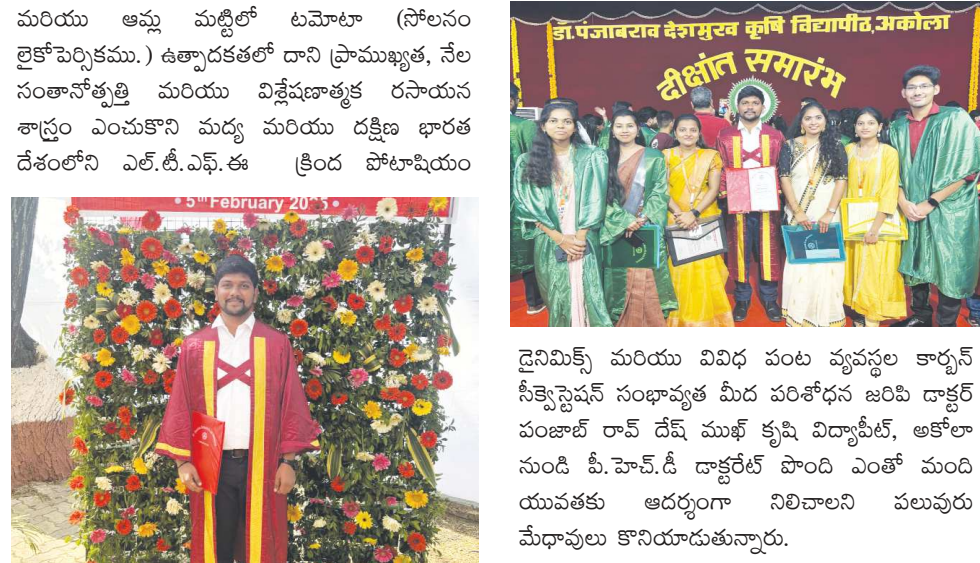 మరియు ఆమ్ల మట్టిలో టమోటా (సోలనం
లైకోపెర్సికము.) ఉత్పాదకతలో దాని ప్రాముఖ్యత, నేల
సంతానోత్పత్తి మరియు విశ్లేషణాత్మక రసాయన
శాస్త్రం ఎంచుకొని మద్య మరియు దక్షిణ భారత
దేశంలోని ఎల్.టీ.ఎఫ్.ఈ క్రింద పోటాషియం
• 5th February 2025 •
डॉ.पंजाबराव देशमुख कृषि विद्यापीठ,अकोला
दीक्षांत समारंभ
డైనిమిక్స్ మరియు వివిధ పంట వ్యవస్థల కార్బన్
సీక్వెస్టెషన్ సంభావ్యత మీద పరిశోధన జరిపి డాక్టర్
పంజాబ్ రావ్ దేష్ ముఖ్ కృషి విద్యాపీట్, అకోలా
నుండి పీ.హెచ్.డీ డాక్టరేట్ పొంది ఎంతో మంది
యువతకు ఆదర్శంగా నిలిచాలని పలువురు
మేధావులు కొనియాడుతున్నారు.